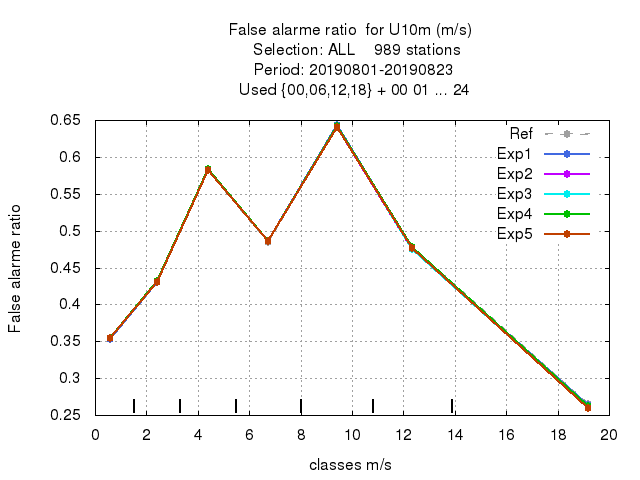 False alarme ratio  for U10m (m/s)
Selection: ALL    989 stations
Period: 20190801-20190823
Used {00,06,12,18} + 00 01 ... 24
Ref
Exp1
Exp2
Exp3
Exp4
Exp5
False alarme ratio
0.65
0.6
0.55
0.5
0.45
0.4
0.35
0.3
0.25
0 2 4 6 8 10 12 14 16 18 20
classes m/s